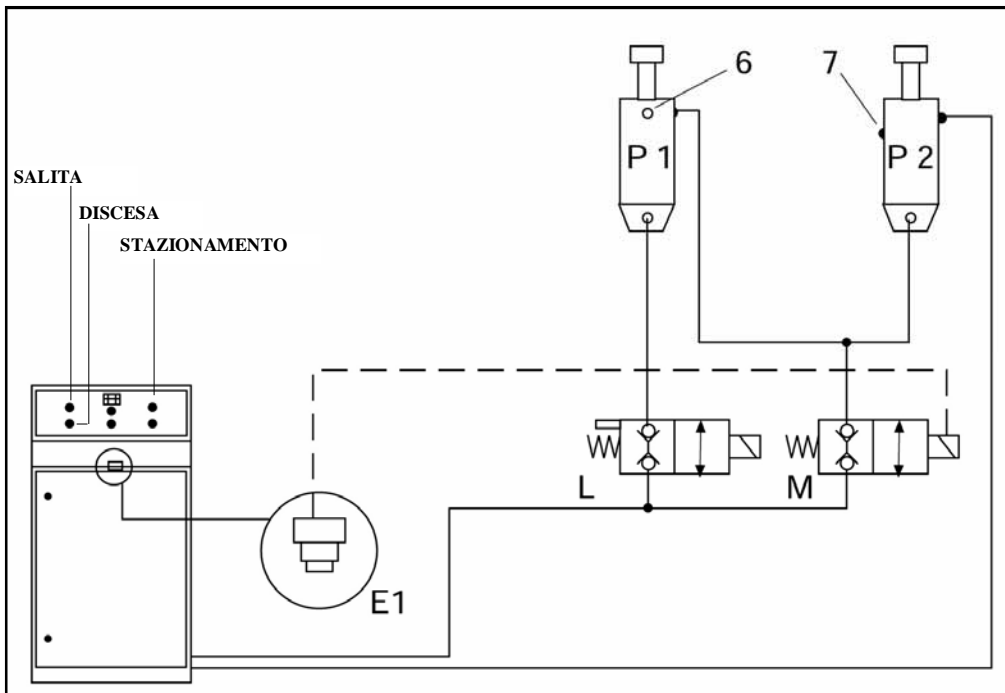 6
7
P 1
P 2
SALITA
DISCESA
STAZIONAMENTO
L
M
E1